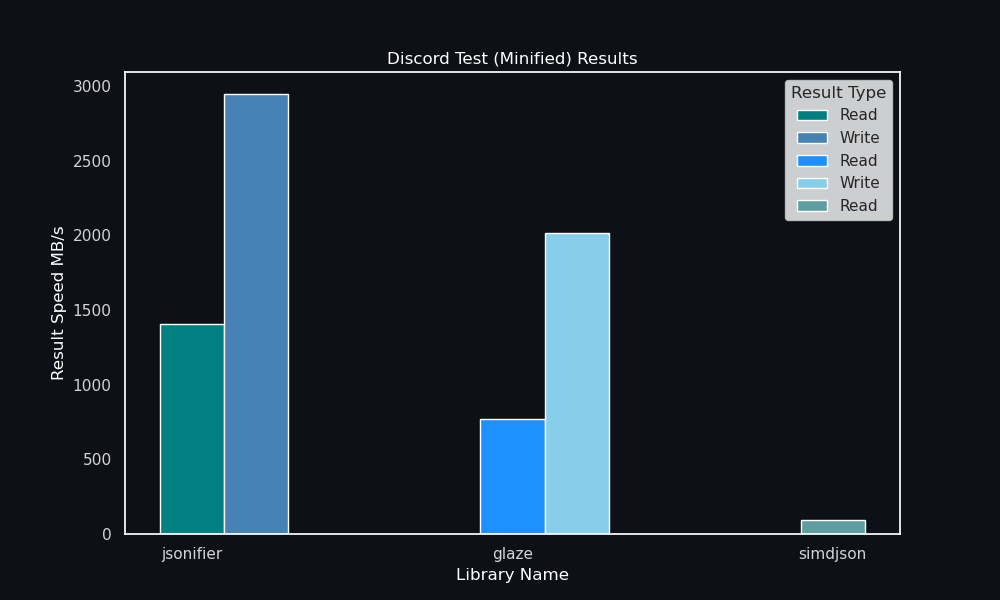 Discord Test (Minified) Results
Result Speed MB/s
3000
2500
2000
1500
1000
500
0
Result Type
Read
Write
Read
Write
Read
jsonifier
glaze
simdjson
Library Name